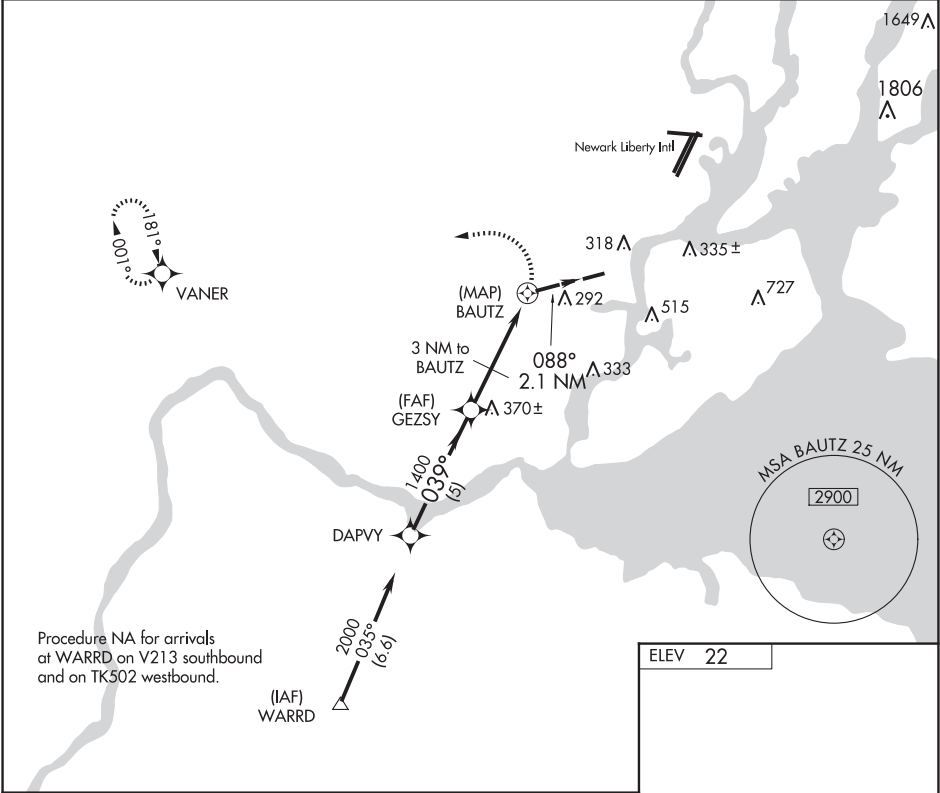 1649
1806
Newark Liberty Intl
181°
001°
VANER
318
335±
(MAP)
BAUTZ
292
727
515
3 NM to
BAUTZ
088°
2.1 NM
333
(FAF)
GEZSY
370±
MSA BAUTZ 25 NM
2900
1400
039°
(5)
DAPVY
2000
035°
(6.6)
Procedure NA for arrivals
at WARRD on V213 southbound
and on TK502 westbound.
(IAF)
WARRD
ELEV 22